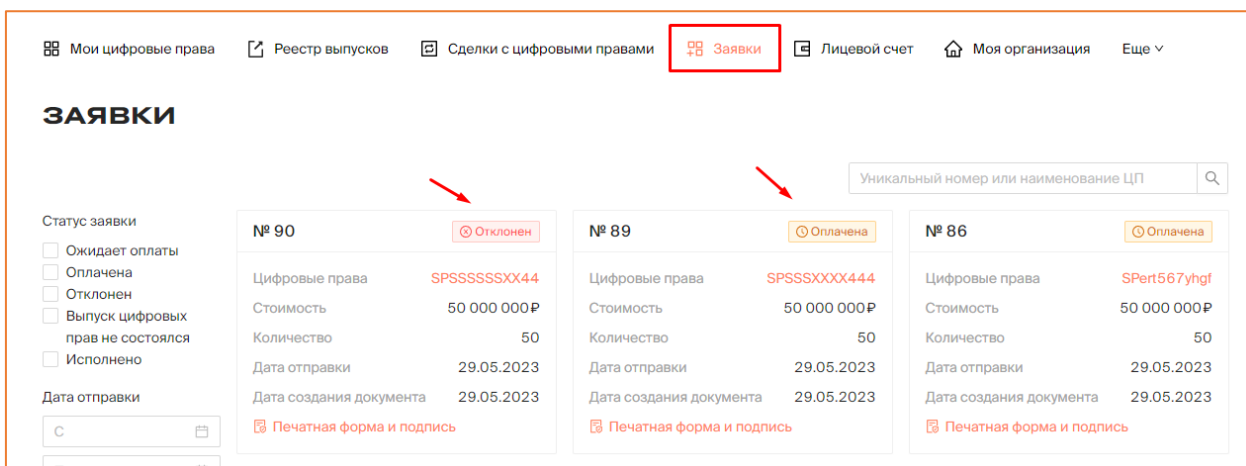 Мои цифровые права Реестр выпусков Сделки с цифровыми правами Заявки Лицевой счет Моя организация Еще
ЗАЯВКИ
Уникальный номер или наименование ЦП
Статус заявки
Ожидает оплаты
Оплачена
Отклонен
Выпуск цифровых
прав не состоялся
Исполнено
Дата отправки
С
№ 90 Отклонен
Цифровые права SPSSSSSSXX44
Стоимость 50 000 000₽
Количество 50
Дата отправки 29.05.2023
Дата создания документа 29.05.2023
Печатная форма и подпись
№ 89 Оплачена
Цифровые права SPSSSXXXX444
Стоимость 50 000 000₽
Количество 50
Дата отправки 29.05.2023
Дата создания документа 29.05.2023
Печатная форма и подпись
№ 86 Оплачена
Цифровые права SPert567yhgf
Стоимость 50 000 000₽
Количество 50
Дата отправки 29.05.2023
Дата создания документа 29.05.2023
Печатная форма и подпись